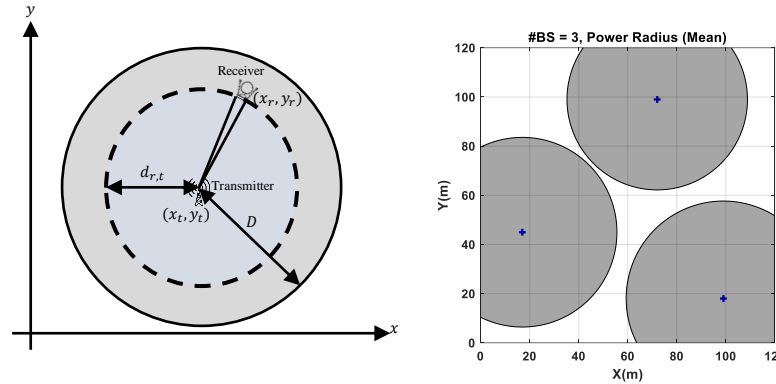 y
Receiver
(x_r, y_r)
d_{r,t}
Transmitter
(x_t, y_t)
D
x
#BS = 3, Power Radius (Mean)
120
100
80
60
40
20
0
Y(m)
0 20 40 60 80 100 120
X(m)